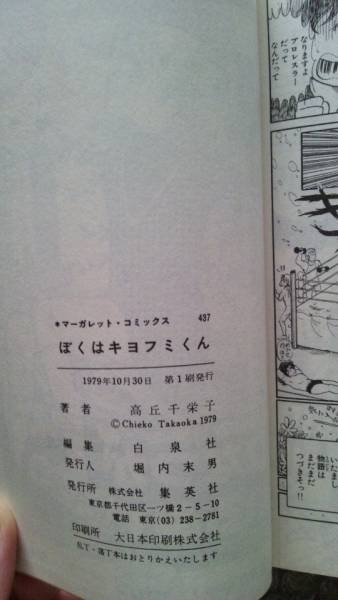 *マーガレット・コミックス 437
ぼくはキヨフミくん
1979年10月30日 第1刷発行
著者 高丘千栄子
©Chieko Takaoka 1979
編集 白泉社
発行人 堀内末男
発行所 株式会社 集英社
東京都千代田区一ツ橋2-5-10
電話 東京(03) 238-2781
印刷所 大日本印刷株式会社
乱丁・落丁本はおとりかえいたします
なりますよ
プロレスラー
だって
なんだって
物語は
まだまだ
つづきそっ!!